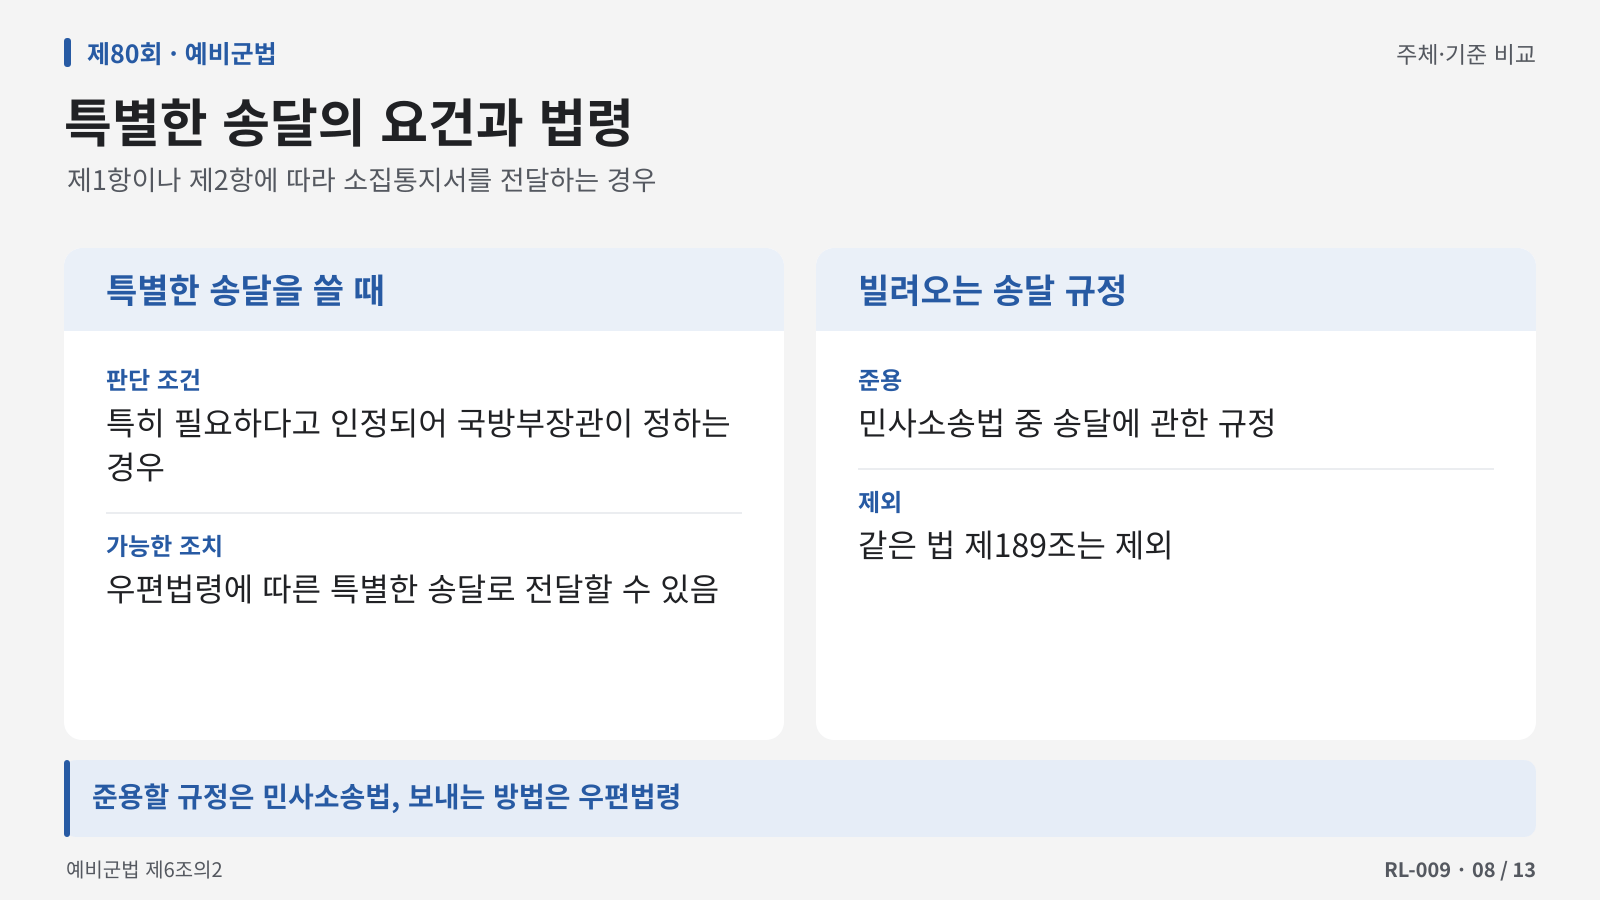 제80회 · 예비군법
주체·기준 비교
특별한 송달의 요건과 법령
제1항이나 제2항에 따라 소집통지서를 전달하는 경우
특별한 송달을 쓸 때
판단 조건
특히 필요하다고 인정되어 국방부장관이 정하는
경우
가능한 조치
우편법령에 따른 특별한 송달로 전달할 수 있음
빌려오는 송달 규정
준용
민사소송법 중 송달에 관한 규정
제외
같은 법 제189조는 제외
준용할 규정은 민사소송법, 보내는 방법은 우편법령
예비군법 제6조의2
RL-009 · 08 / 13